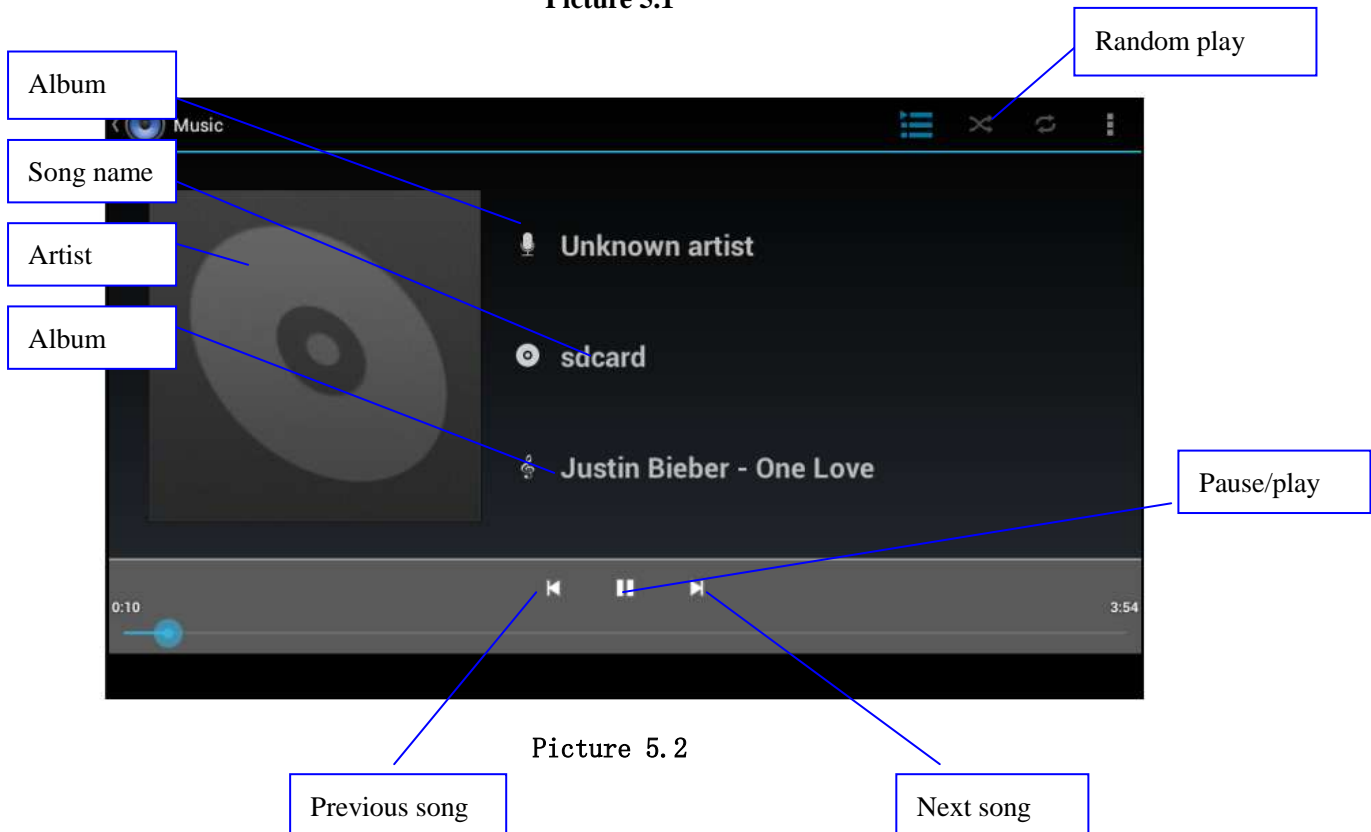 Picture 5.1
Random play
Album
Music
Song name
Artist
Unknown artist
Album
sdcard
Justin Bieber - One Love
Pause/play
0:10
3:54
Picture 5.2
Previous song
Next song